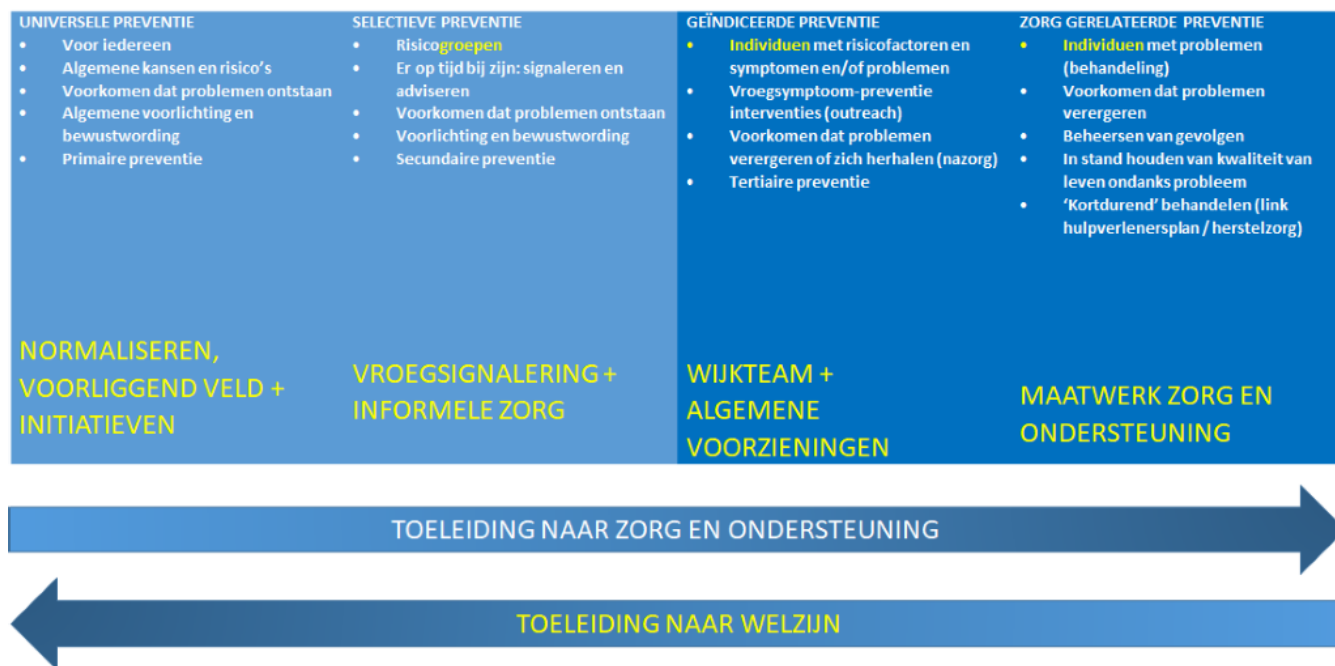 UNIVERSELE PREVENTIE
• Voor iedereen
• Algemene kansen en risico's
• Voorkomen dat problemen ontstaan
• Algemene voorlichting en
bewustwording
• Primaire preventie
NORMALISEREN,
VOORLIGGEND VELD +
INITIATIEVEN
SELECTIEVE PREVENTIE
• Risicogroepen
• Er op tijd bij zijn: signaleren en
adviseren
• Voorkomen dat problemen ontstaan
• Voorlichting en bewustwording
• Secundaire preventie
VROEGSIGNALERING +
INFORMELE ZORG
GEÏNDICEERDE PREVENTIE
• Individuen met risicofactoren en
symptomen en/of problemen
• Vroegsymptoom-preventie
interventies (outreach)
• Voorkomen dat problemen
verergeren of zich herhalen (nazorg)
• Tertiaire preventie
WIJKTEAM +
ALGEMENE
VOORZIENINGEN
ZORG GERELATEERDE PREVENTIE
• Individuen met problemen
(behandeling)
• Voorkomen dat problemen
verergeren
• Beheersen van gevolgen
• In stand houden van kwaliteit van
leven ondanks probleem
• 'Kortdurend' behandelen (link
hulpverlenersplan / herstelzorg)
MAATWERK ZORG EN
ONDERSTEUNING
TOELEIDING NAAR ZORG EN ONDERSTEUNING
TOELEIDING NAAR WELZIJN